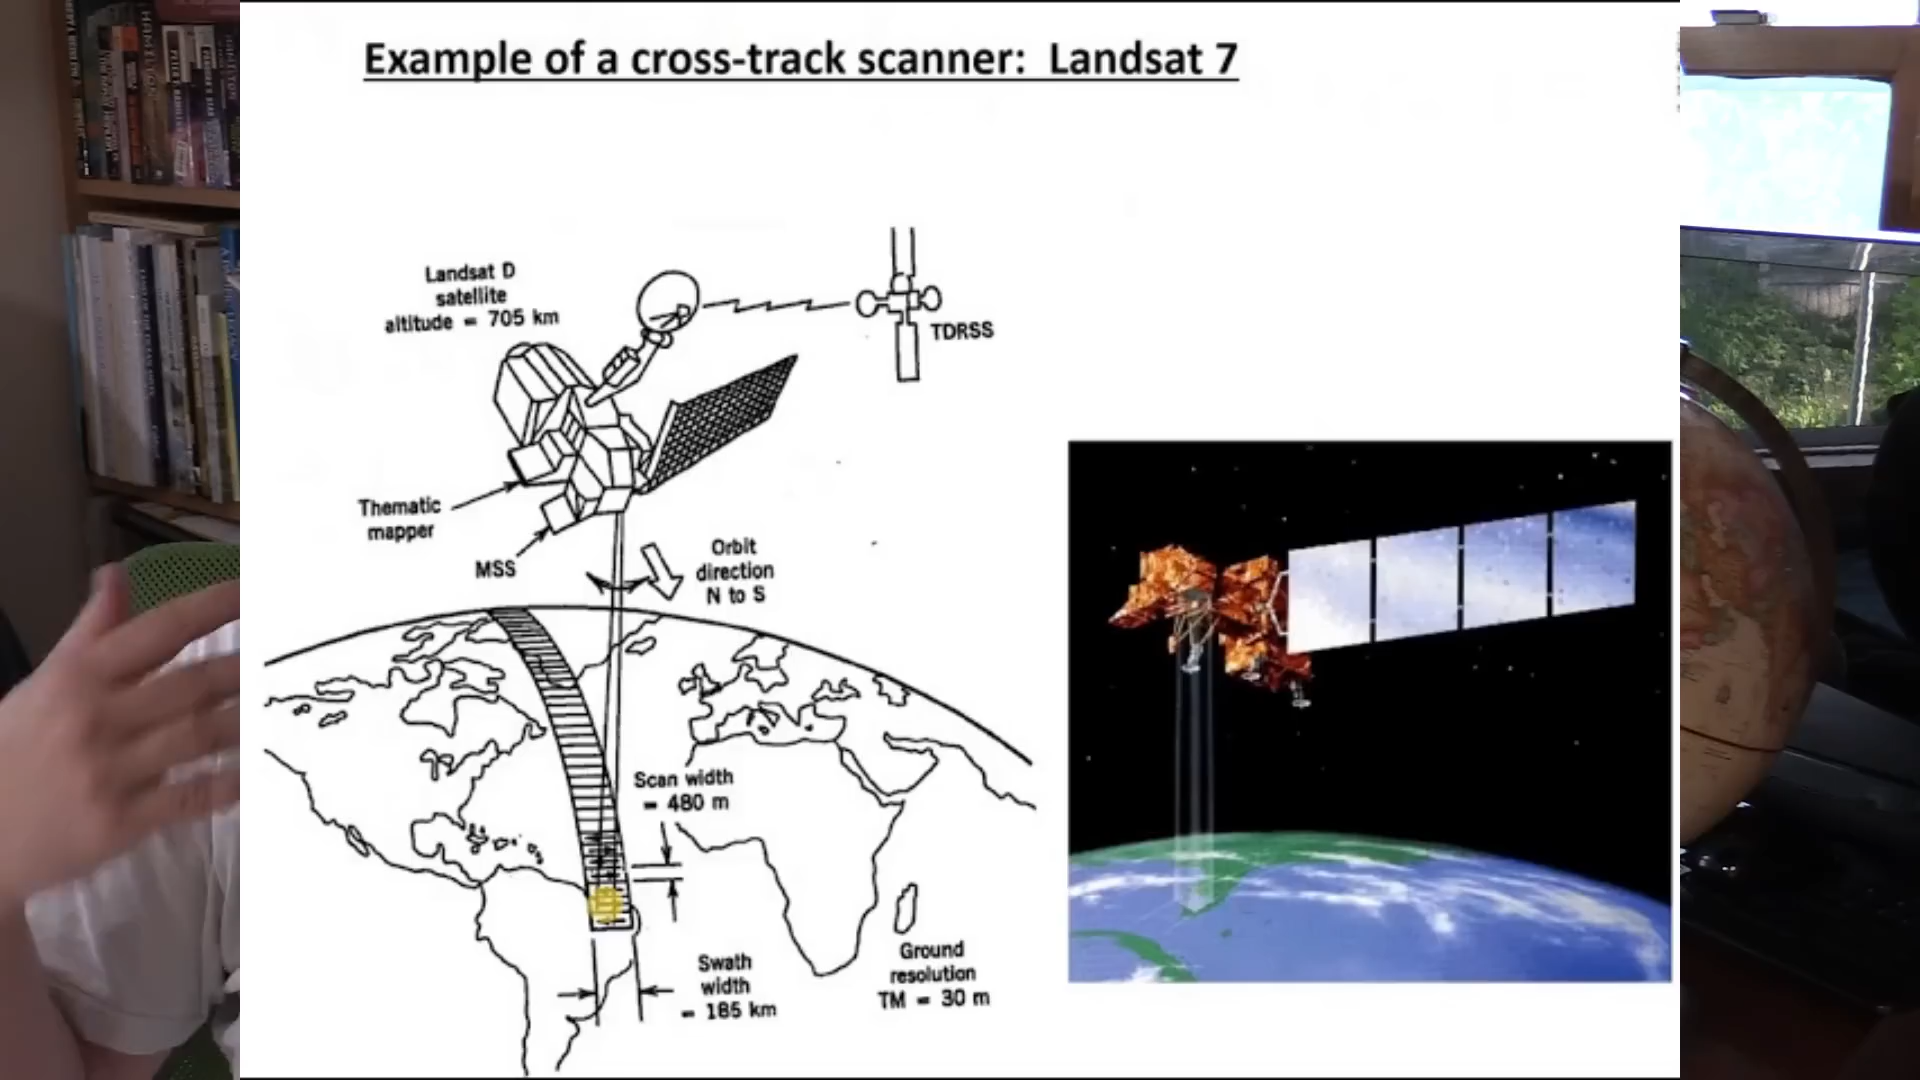 Example of a cross-track scanner: Landsat 7
Landsat D
satellite
altitude = 705 km
TDRSS
Thematic
mapper
MSS
Orbit
direction
N to S
Scan width
= 480 m
Swath
width
= 185 km
Ground
resolution
TM = 30 m